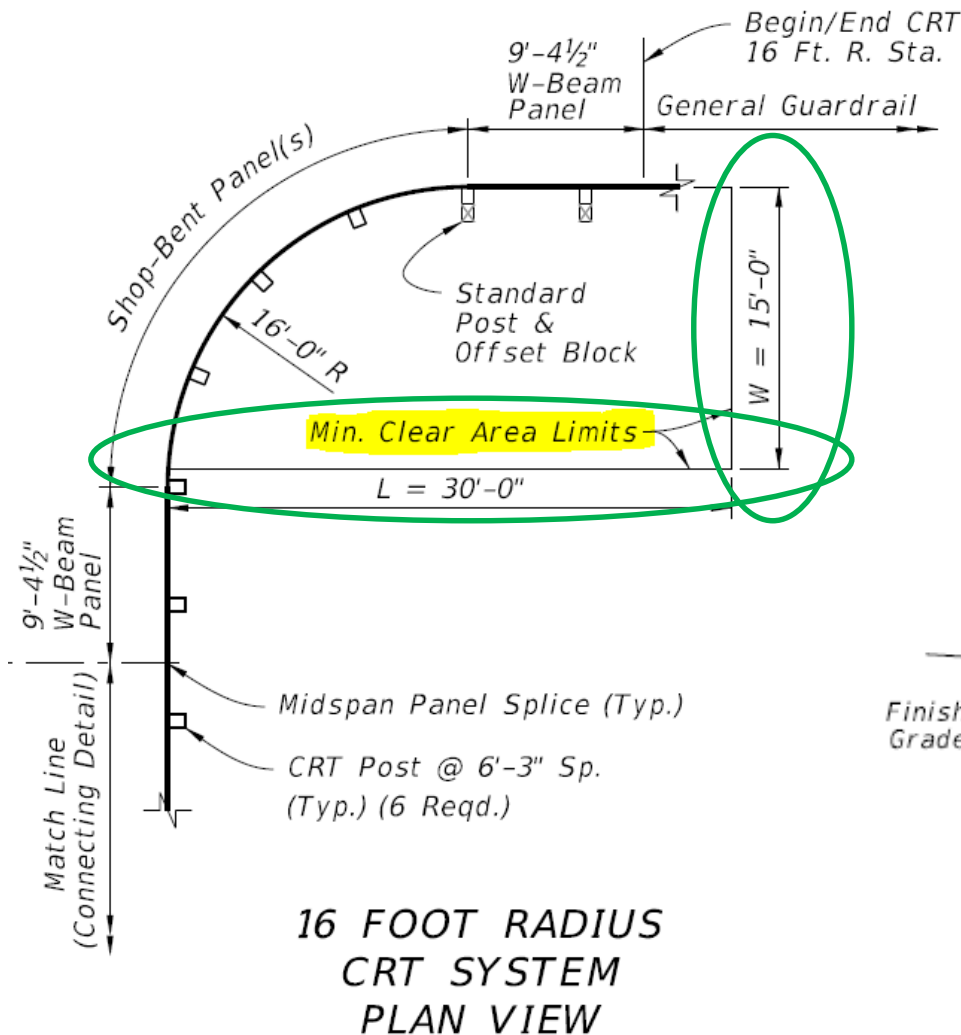 Begin/End CRT
16 Ft. R. Sta.
9'-4½"
W-Beam
Panel
General Guardrail
Shop-Bent Panel(s)
Standard
Post &
Offset Block
16'-0" R
W = 15'-0"
Min. Clear Area Limits
L = 30'-0"
9'-4½"
W-Beam
Panel
Midspan Panel Splice (Typ.)
Finish
Grade
CRT Post @ 6'-3" Sp.
(Typ.) (6 Reqd.)
Match Line
(Connecting Detail)
16 FOOT RADIUS
CRT SYSTEM
PLAN VIEW